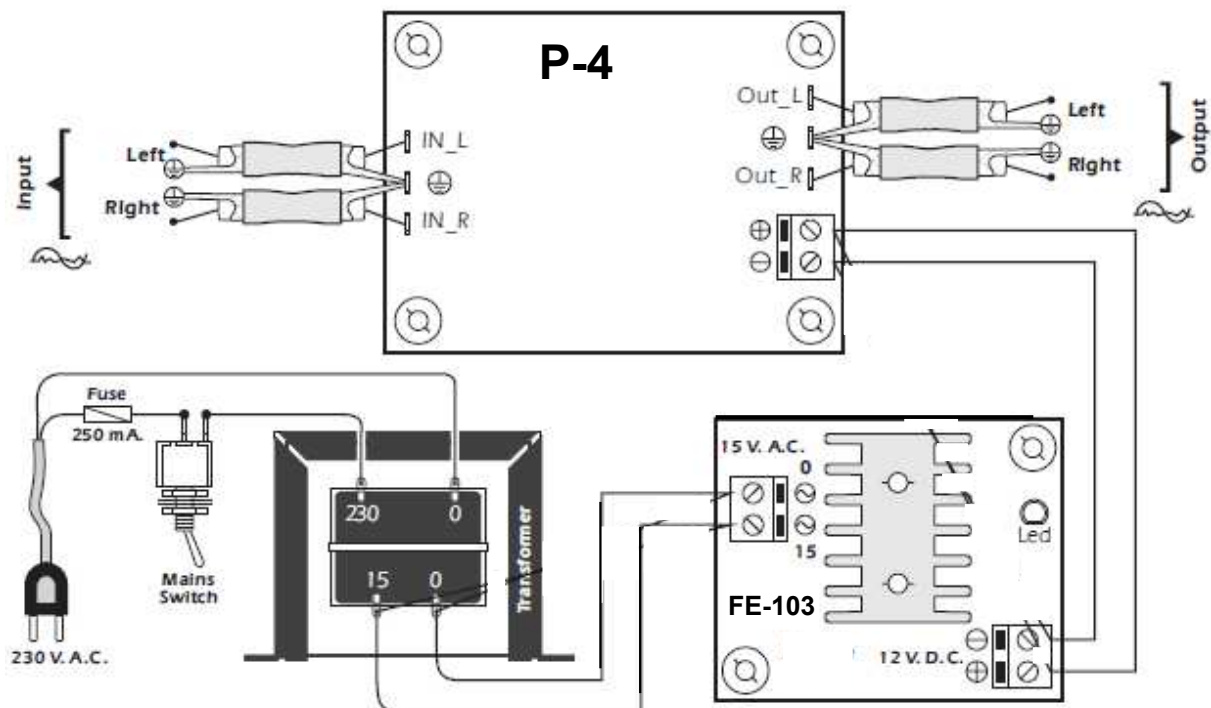 P-4
Out_L
Left
Out_R
Right
Output
IN_L
Left
Right
IN_R
Input
Fuse
250 mA.
230
0
15
0
Transformer
Mains
Switch
230 V. A.C.
15 V. A.C.
0
15
Led
FE-103
12 V. D. C.